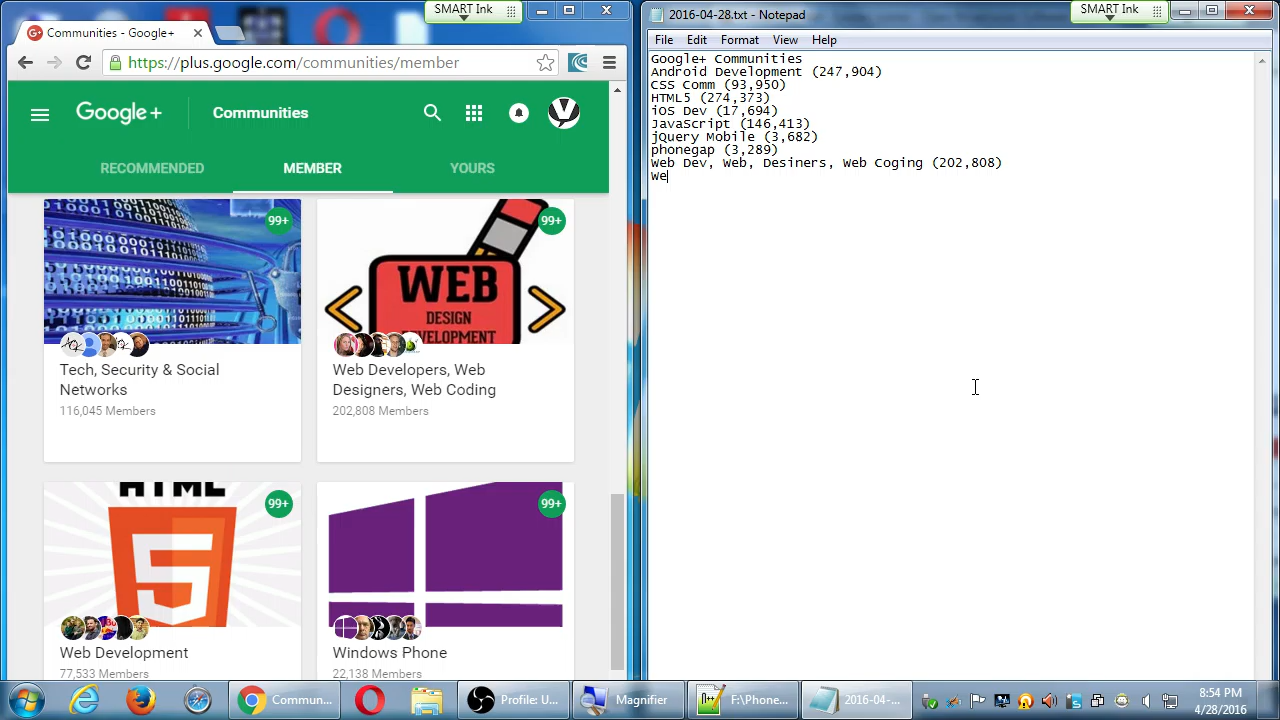 SMART Ink
Communities - Google+
https://plus.google.com/communities/member
Google+
Communities
RECOMMENDED
MEMBER
YOURS
99+
Tech, Security & Social
Networks
116,045 Members
99+
WEB
DESIGN
DEVELOPMENT
Web Developers, Web
Designers, Web Coding
202,808 Members
HTML
99+
5
Web Development
77,533 Members
99+
Windows Phone
22,138 Members
2016-04-28.txt - Notepad
SMART Ink
File Edit Format View Help
Google+ Communities
Android Development (247,904)
CSS Comm (93,950)
HTML5 (274,373)
iOS Dev (17,694)
JavaScript (146,413)
jQuery Mobile (3,682)
phonegap (3,289)
Web Dev, Web, Desiners, Web Coging (202,808)
We
Commun...
Profile: U...
Magnifier
F:\Phone...
2016-04-...
8:54 PM
4/28/2016